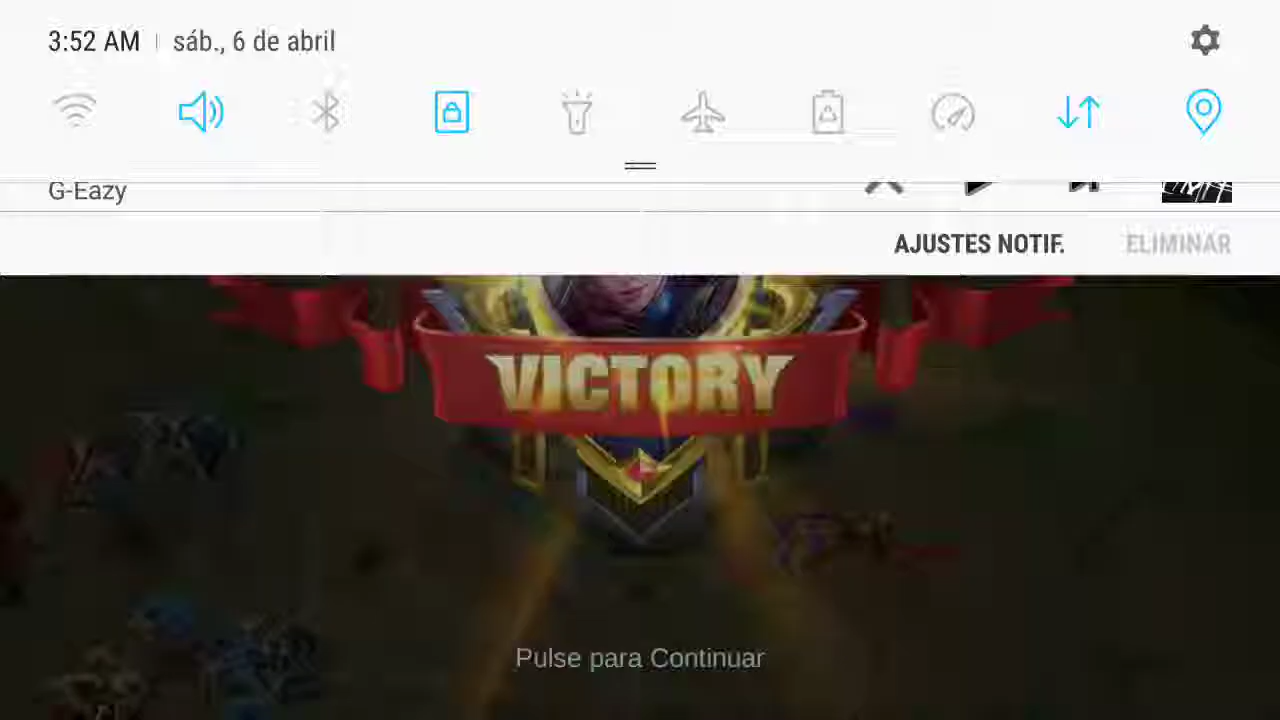 3:52 AM | sáb., 6 de abril
G-Eazy
AJUSTES NOTIF. ELIMINAR
VICTORY
Pulse para Continuar